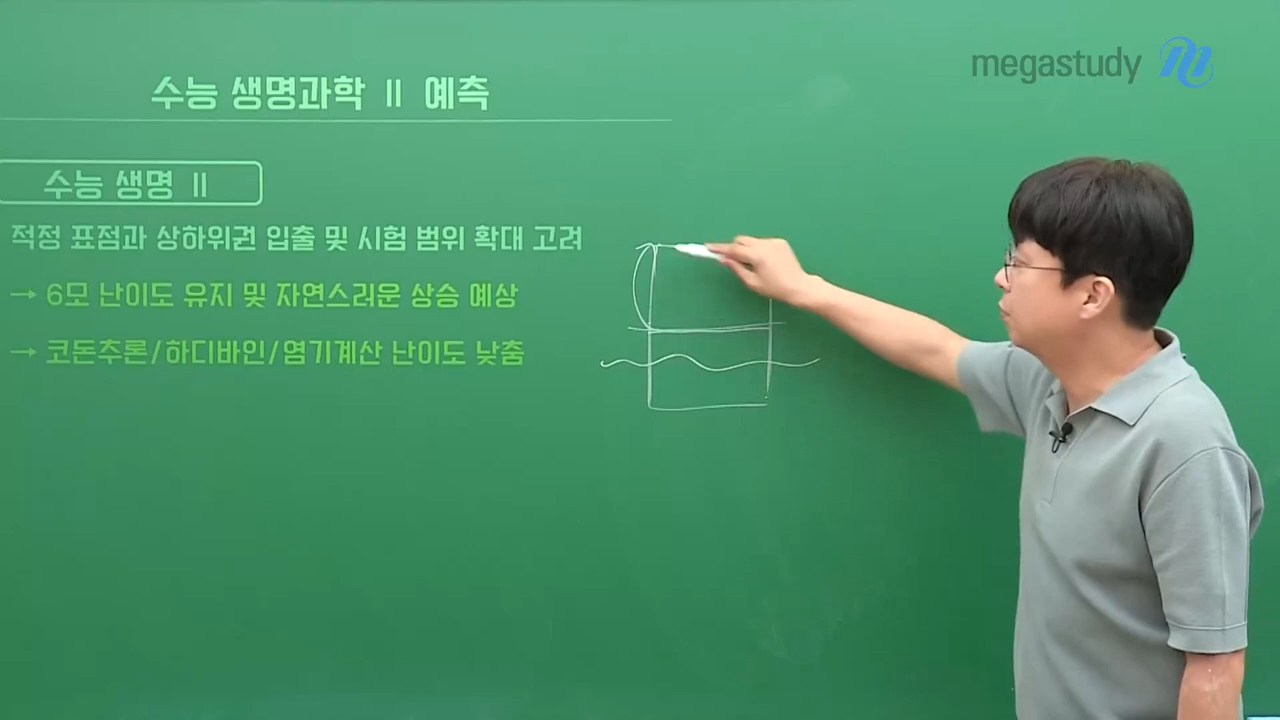 megastudy
수능 생명과학 Ⅱ 예측
수능 생명 Ⅱ
적정 표점과 상하위권 입출 및 시험 범위 확대 고려
→ 6모 난이도 유지 및 자연스러운 상승 예상
→ 코돈추론/하디바인/염기계산 난이도 낮춤